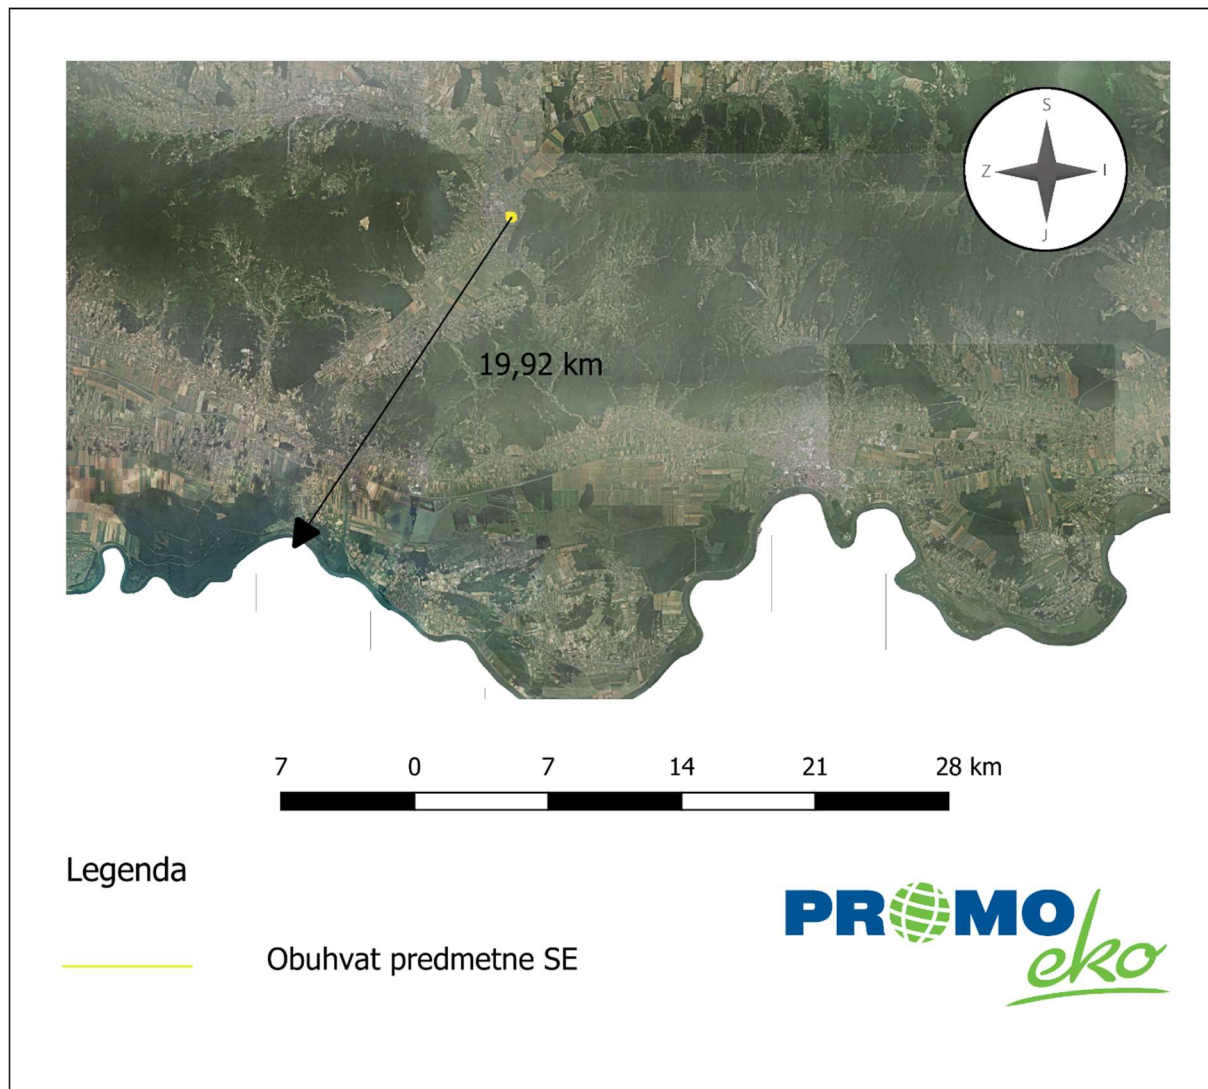 S
Z I
J
19,92 km
7 0 7 14 21 28 km
Legenda
Obuhvat predmetne SE
PROMO
eko